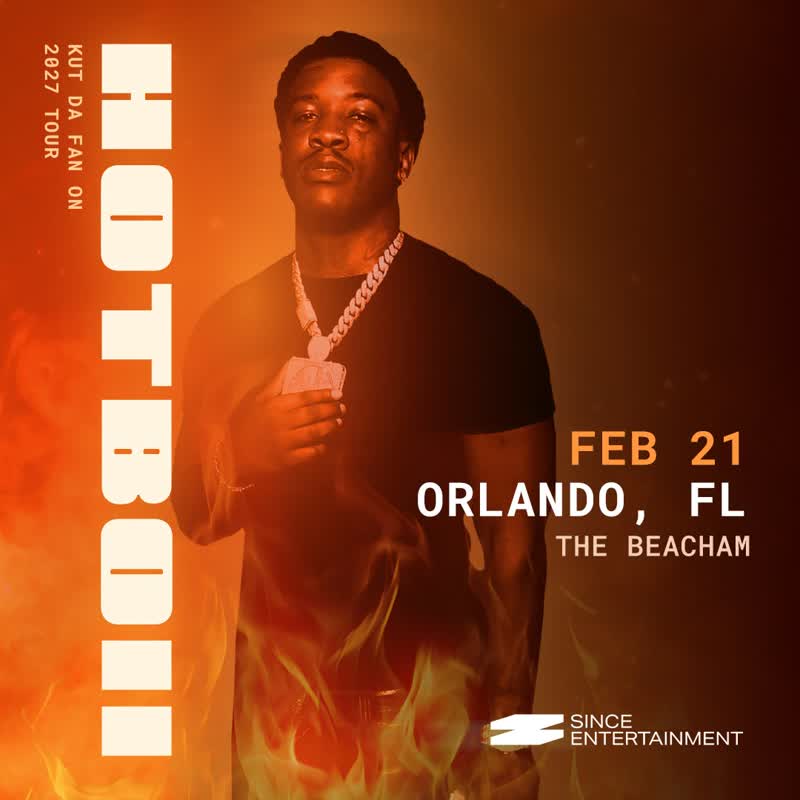 KUT DA FAN ON
2027 TOUR
HOTBOII
FEB 21
ORLANDO, FL
THE BEACHAM
SINCE
ENTERTAINMENT